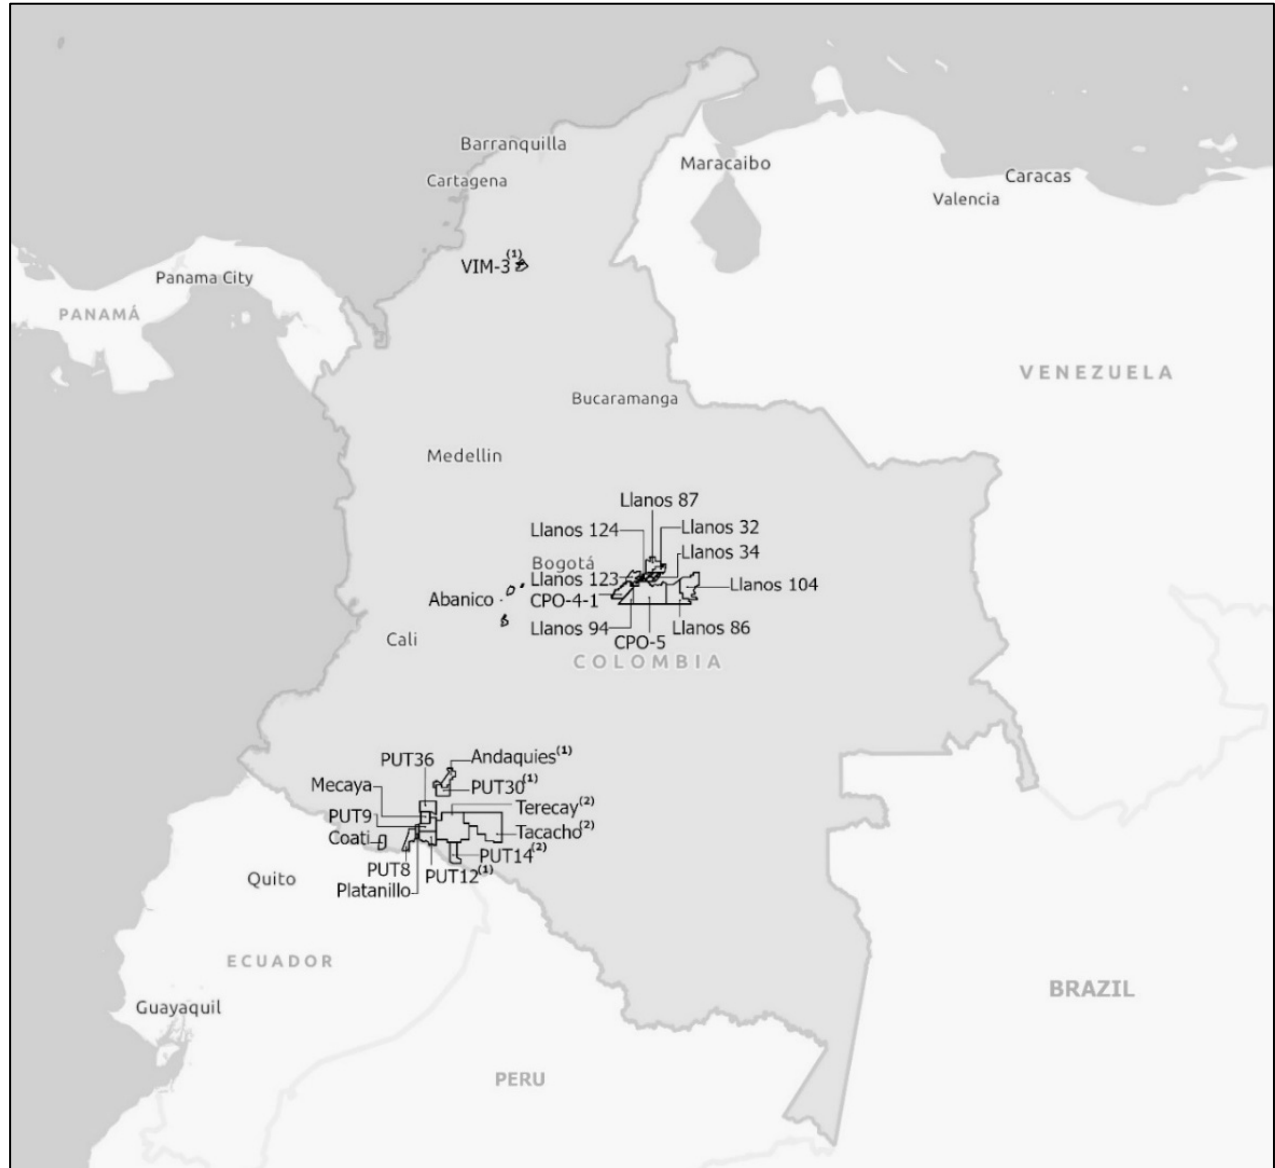 Barranquilla
Maracaibo
Cartagena
Caracas
Valencia
VIM-3(1)
Panama City
PANAMÁ
VENEZUELA
Bucaramanga
Medellin
Llanos 87
Llanos 124
Llanos 32
Llanos 34
Bogotá
Llanos 123
Llanos 104
Abanico
CPO-4-1
Llanos 94
Llanos 86
Cali
CPO-5
COLOMBIA
PUT36
Andaquies(1)
Mecaya
PUT30(1)
Terecay(2)
PUT9
Tacacho(2)
Coati
PUT14(2)
PUT8
PUT12(1)
Quito
Platanillo
ECUADOR
BRAZIL
Guayaquil
PERU